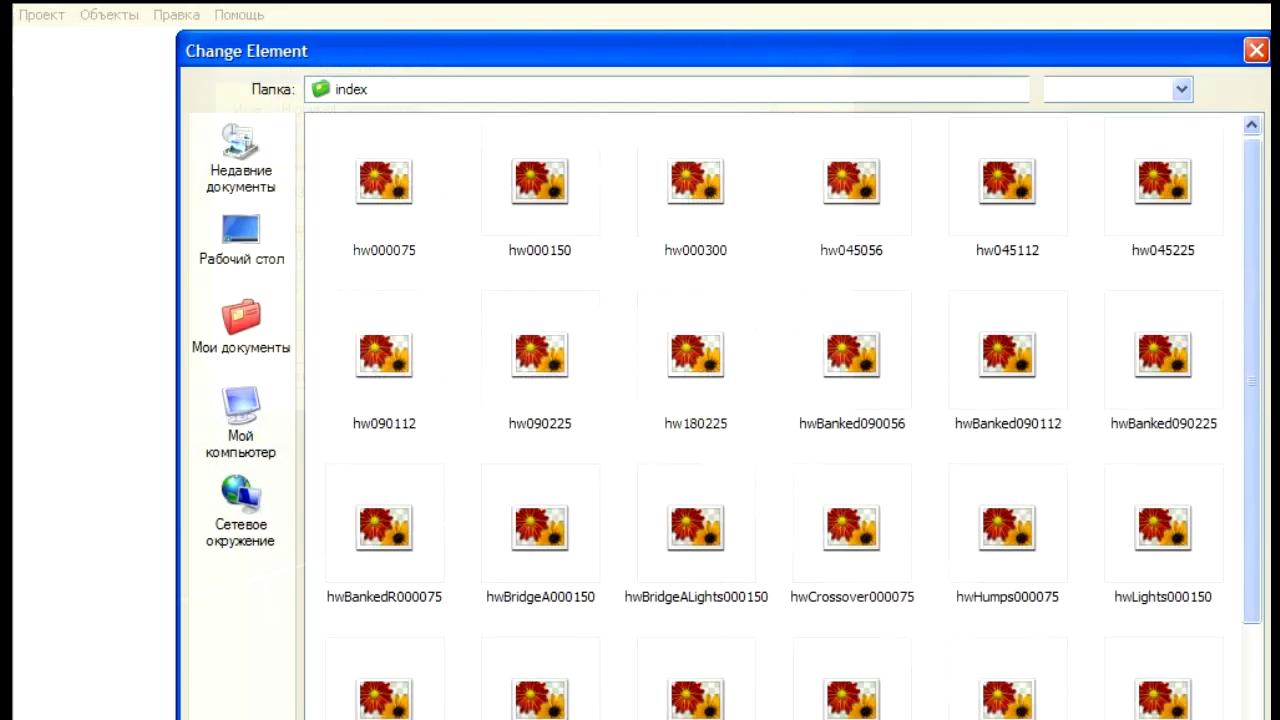 Проект Объекты Правка Помощь
Change Element
Папка: index
Недавние
документы
Рабочий стол
Мои документы
Мой
компьютер
Сетевое
окружение
hw000075 hw000150 hw000300 hw045056 hw045112 hw045225
hw090112 hw090225 hw180225 hwBanked090056 hwBanked090112 hwBanked090225
hwBankedR000075 hwBridgeA000150 hwBridgeALights000150 hwCrossover000075 hwHumps000075 hwLights000150